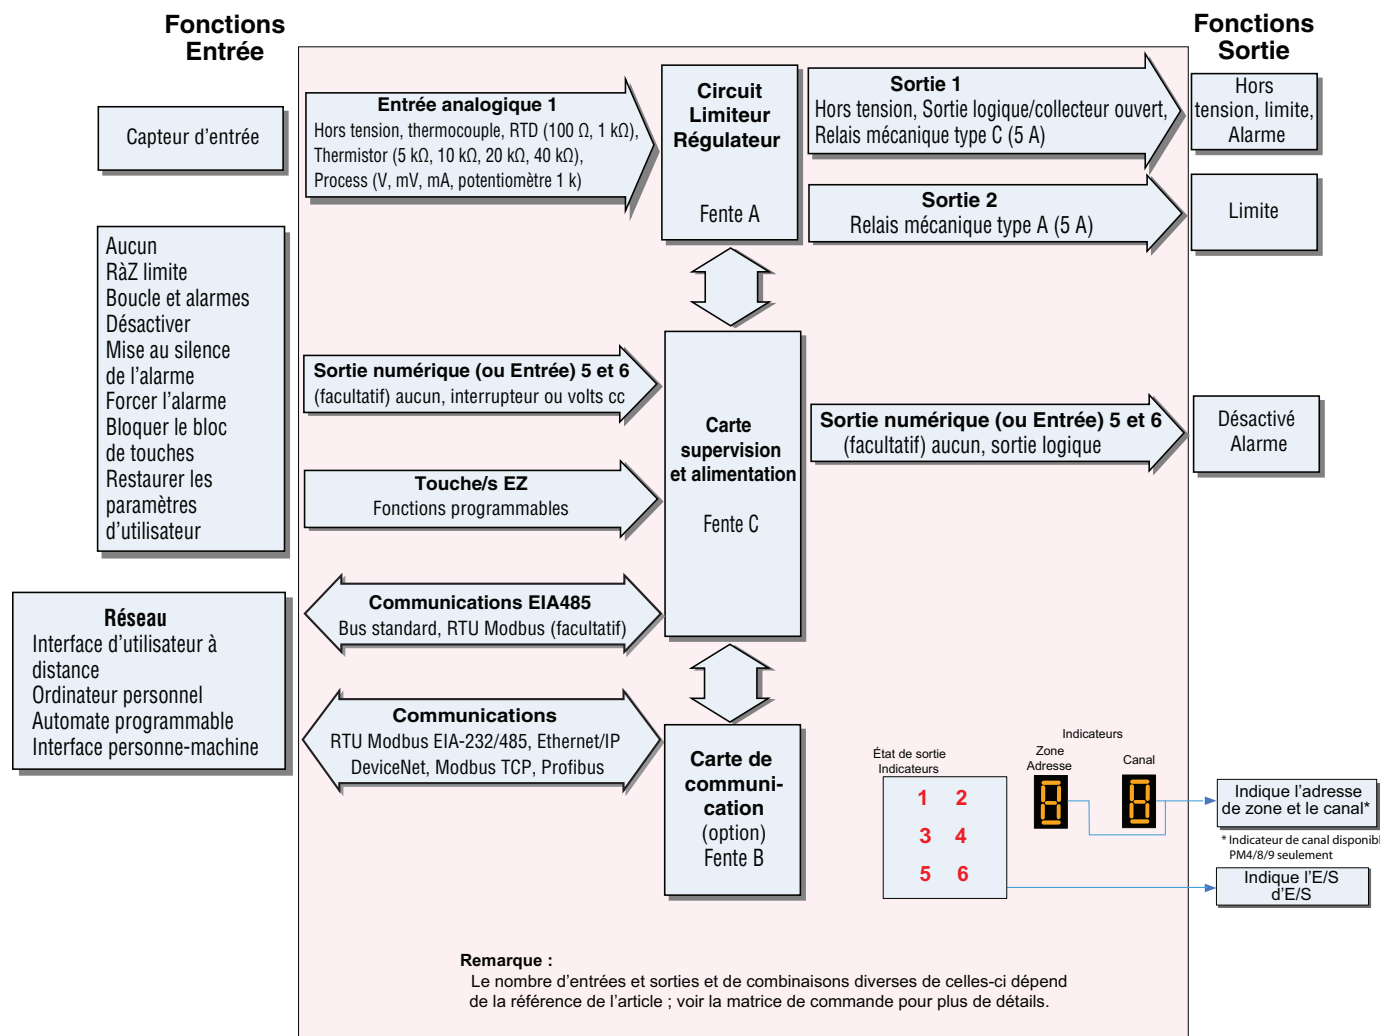 Fonctions
Entrée
Fonctions
Sortie
Capteur d'entrée
Entrée analogique 1
Hors tension, thermocouple, RTD (100 Ω, 1 kΩ),
Thermistor (5 kΩ, 10 kΩ, 20 kΩ, 40 kΩ),
Process (V, mV, mA, potentiomètre 1 k)
Circuit
Limiteur
Régulateur
Fente A
Sortie 1
Hors tension, Sortie logique/collecteur ouvert,
Relais mécanique type C (5 A)
Hors
tension, limite,
Alarme
Sortie 2
Relais mécanique type A (5 A)
Limite
Aucun
RàZ limite
Boucle et alarmes
Désactiver
Mise au silence
de l'alarme
Forcer l'alarme
Bloquer le bloc
de touches
Restaurer les
paramètres
d'utilisateur
Sortie numérique (ou Entrée) 5 et 6
(facultatif) aucun, interrupteur ou volts cc
Touche/s EZ
Fonctions programmables
Carte
supervision
et alimentation
Fente C
Sortie numérique (ou Entrée) 5 et 6
(facultatif) aucun, sortie logique
Désactivé
Alarme
Réseau
Interface d'utilisateur à
distance
Ordinateur personnel
Automate programmable
Interface personne-machine
Communications EIA485
Bus standard, RTU Modbus (facultatif)
Communications
RTU Modbus EIA-232/485, Ethernet/IP
DeviceNet, Modbus TCP, Profibus
Carte de
communi-
cation
(option)
Fente B
État de sortie
Indicateurs
1 2
3 4
5 6
Indicateurs
Zone
Adresse
Canal
8
8
Indique l'adresse
de zone et le canal*
* Indicateur de canal disponibl
PM4/8/9 seulement
Indique l'E/S
d'E/S
Remarque :
Le nombre d'entrées et sorties et de combinaisons diverses de celles-ci dépend
de la référence de l'article ; voir la matrice de commande pour plus de détails.